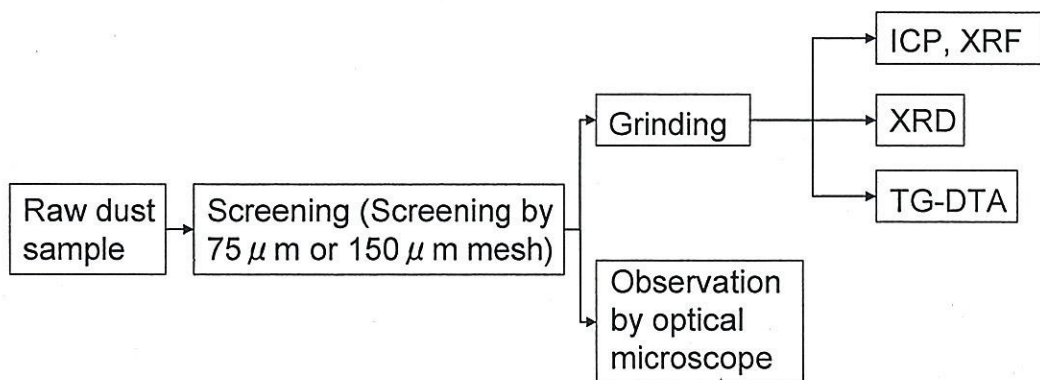 Raw dust
sample
Screening (Screening by
75 μ m or 150 μ m mesh)
Grinding
Observation
by optical
microscope
ICP, XRF
XRD
TG-DTA